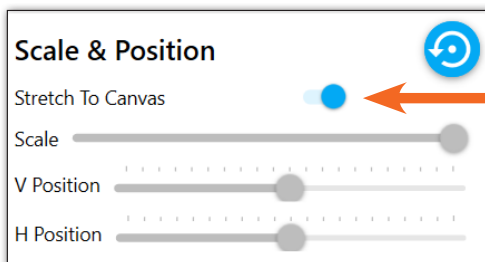 Scale & Position
Stretch To Canvas
Scale
V Position
H Position